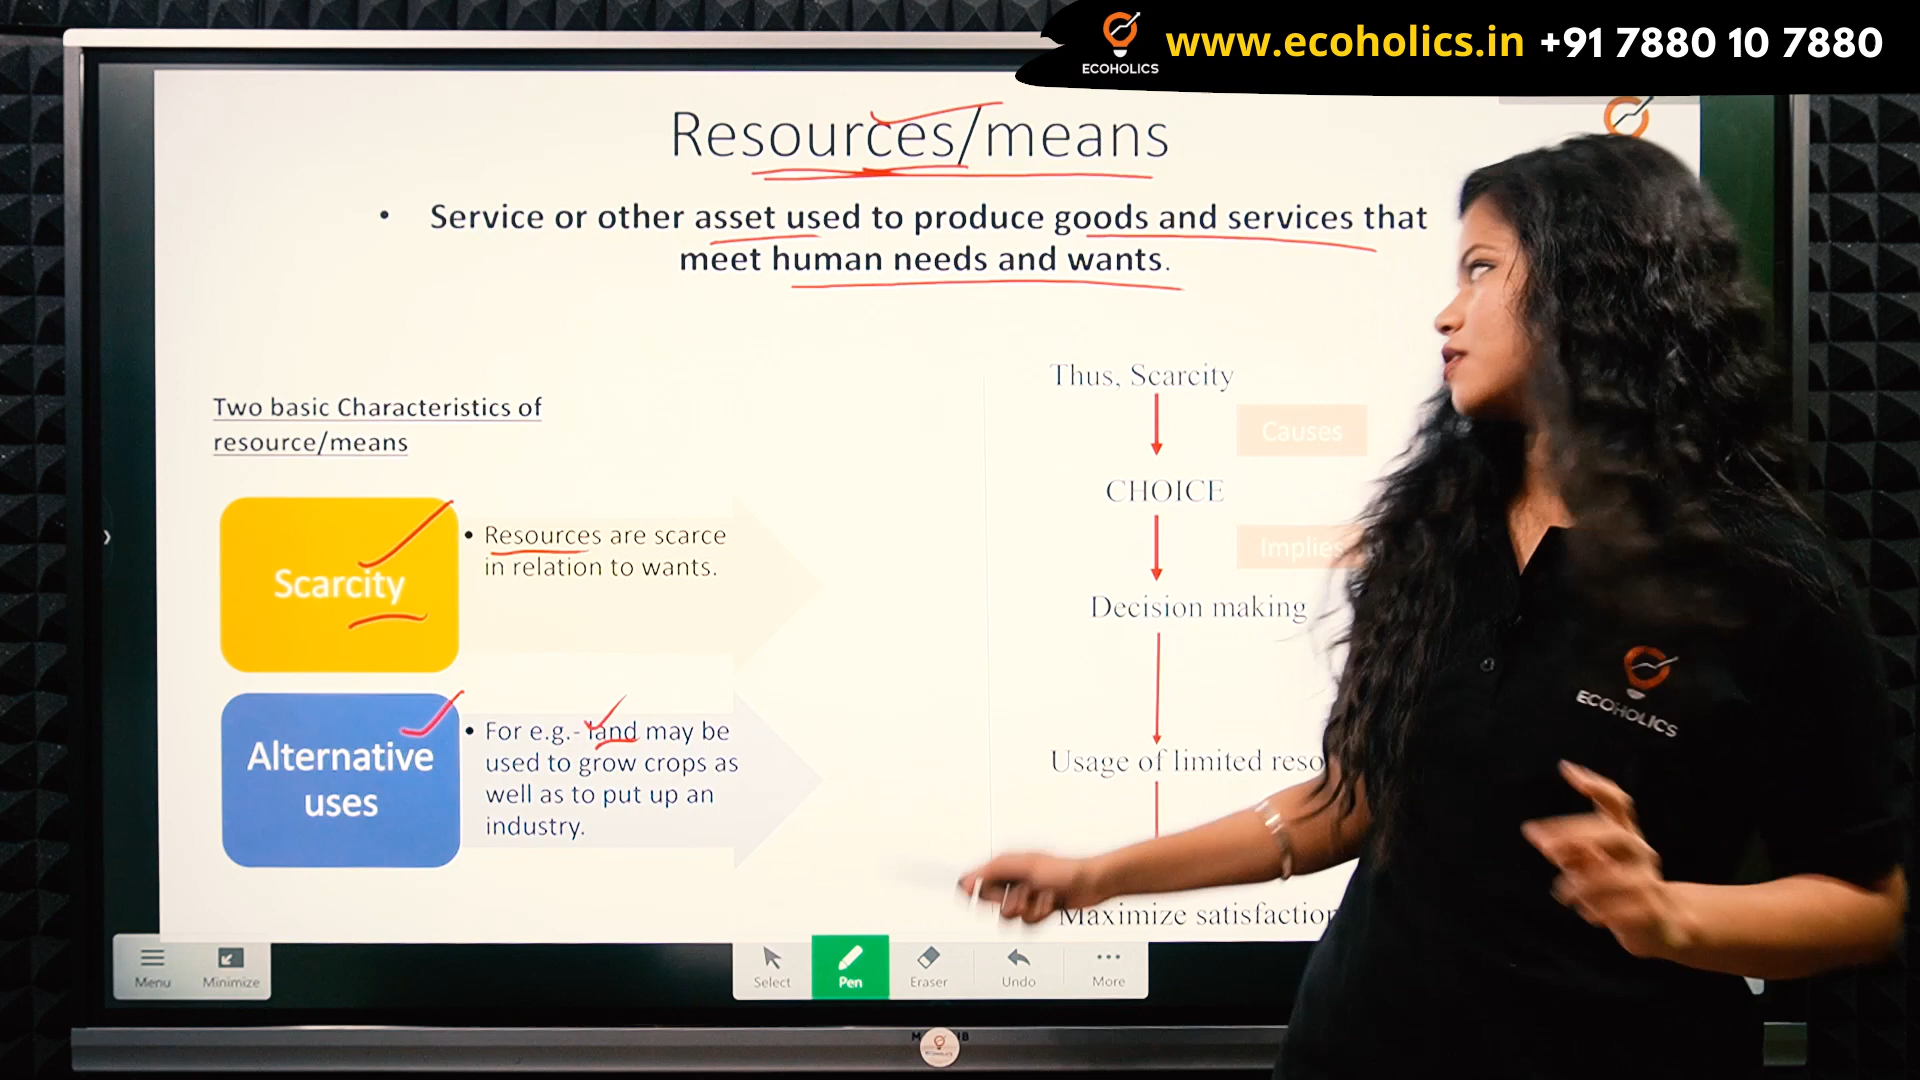 www.ecoholics.in +91 7880 10 7880
ECOHOLICS
Resources/means
• Service or other asset used to produce goods and services that
meet human needs and wants.
Two basic Characteristics of
resource/means
Scarcity
• Resources are scarce
in relation to wants.
Alternative
uses
• For e.g.- land may be
used to grow crops as
well as to put up an
industry.
Thus, Scarcity
Causes
CHOICE
Implies
Decision making
Usage of limited reso
Maximize satisfaction
ECOHOLICS
Menu
Minimize
Select
Pen
Eraser
Undo
More